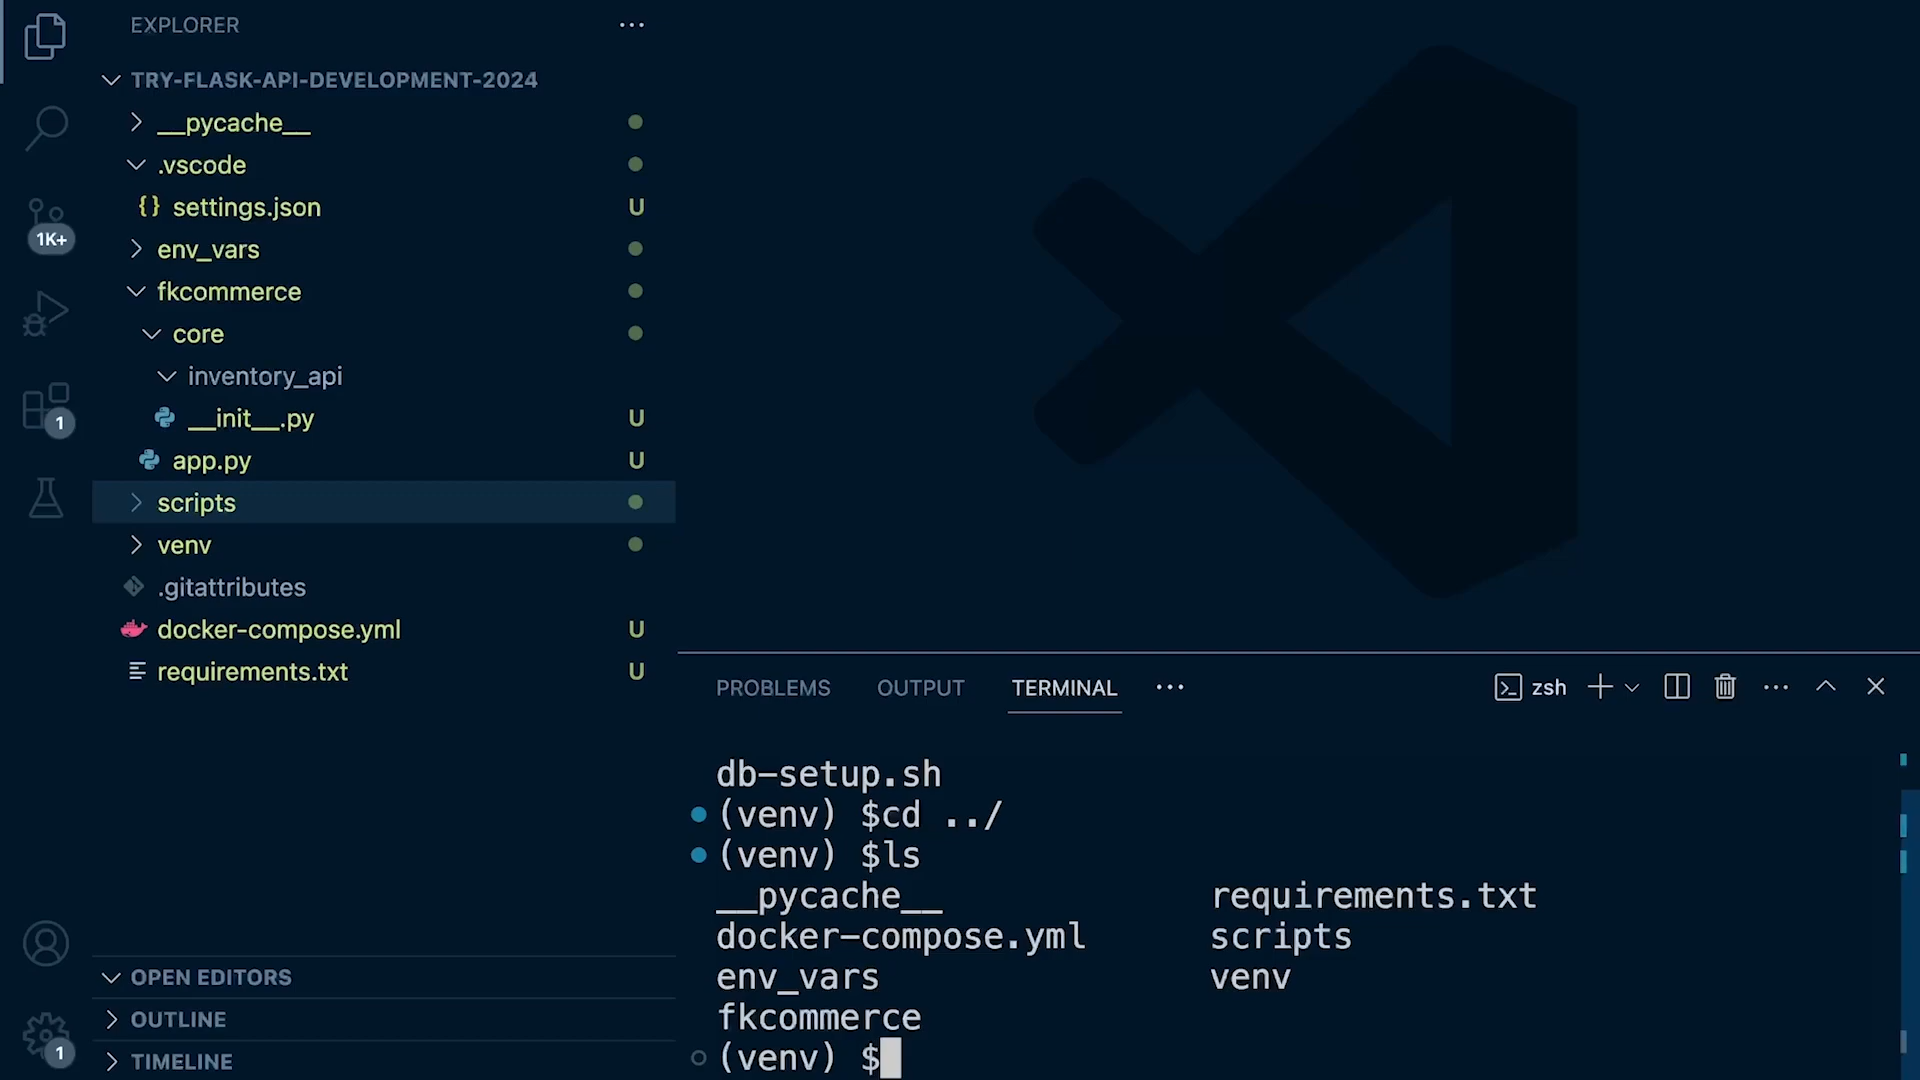 EXPLORER
TRY-FLASK-API-DEVELOPMENT-2024
__pycache__
.vscode
{} settings.json U
1K+
env_vars
fkcommerce
core
inventory_api
__init__.py U
1
app.py U
scripts
venv
.gitattributes
docker-compose.yml U
requirements.txt U
PROBLEMS OUTPUT TERMINAL ... zsh
db-setup.sh
(venv) $cd ../
(venv) $ls
__pycache__ requirements.txt
docker-compose.yml scripts
env_vars venv
fkcommerce
(venv) $
OPEN EDITORS
OUTLINE
1
TIMELINE